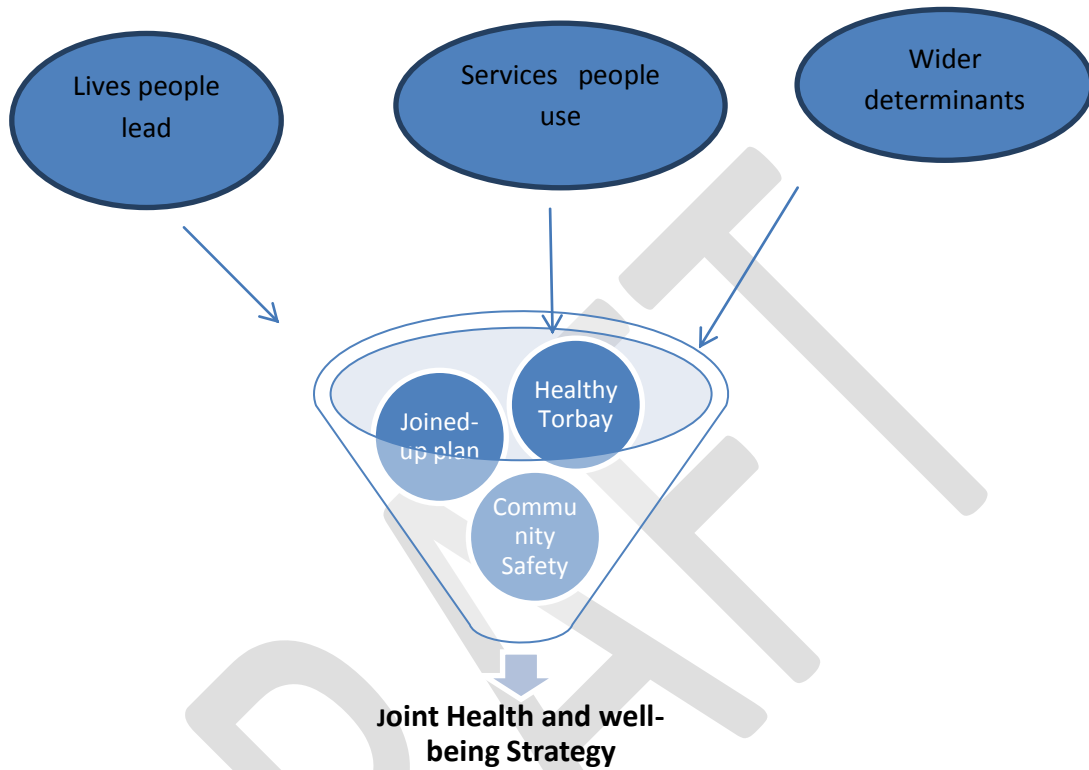 Lives people
lead
Services people
use
Wider
determinants
Healthy
Torbay
Joined-
up plan
Commu
nity
Safety
Joint Health and well-
being Strategy
DRAFT